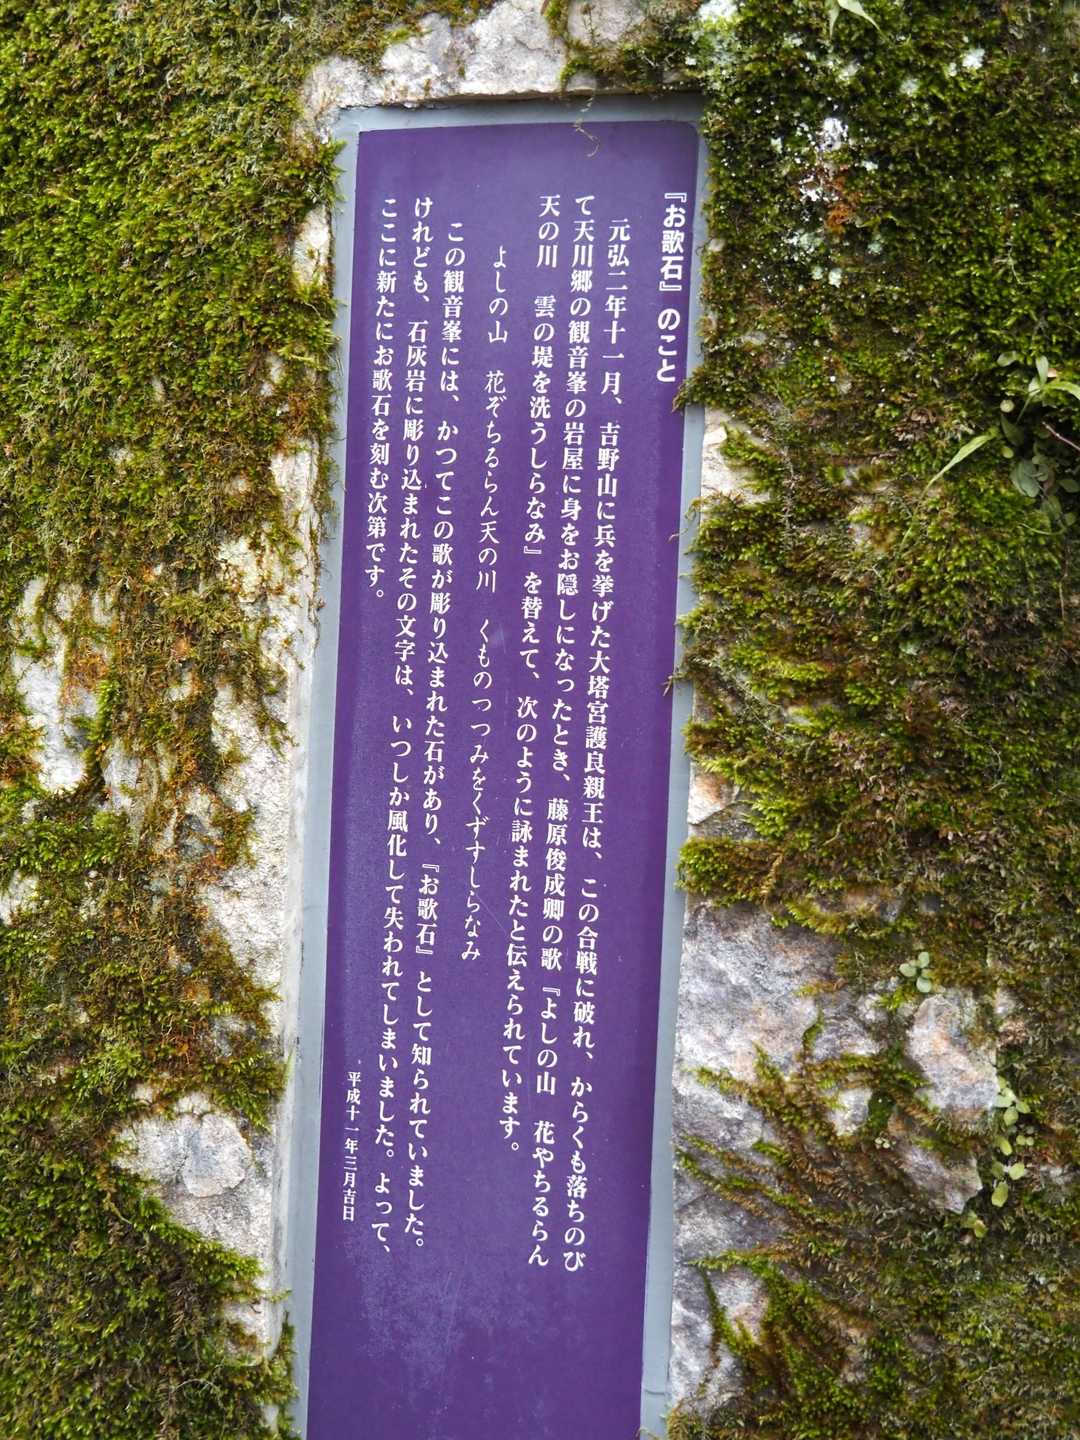 『お歌石』のこと
元弘二年十一月、吉野山に兵を挙げた大塔宮護良親王は、この合戦に破れ、からくも落ちのび
て天川郷の観音峯の岩屋に身をお隠しになったとき、藤原俊成卿の歌『よしの山　花やちるらん
天の川　雲の堤を洗うしらなみ』を替えて、次のように詠まれたと伝えられています。
よしの山　花ぞちるらん天の川　くものつつみをくずすしらなみ
この観音峯には、かつてこの歌が彫り込まれた石があり、『お歌石』として知られていました。
けれども、石灰岩に彫り込まれたその文字は、いつしか風化して失われてしまいました。よって、
ここに新たにお歌石を刻む次第です。
平成十一年三月吉日